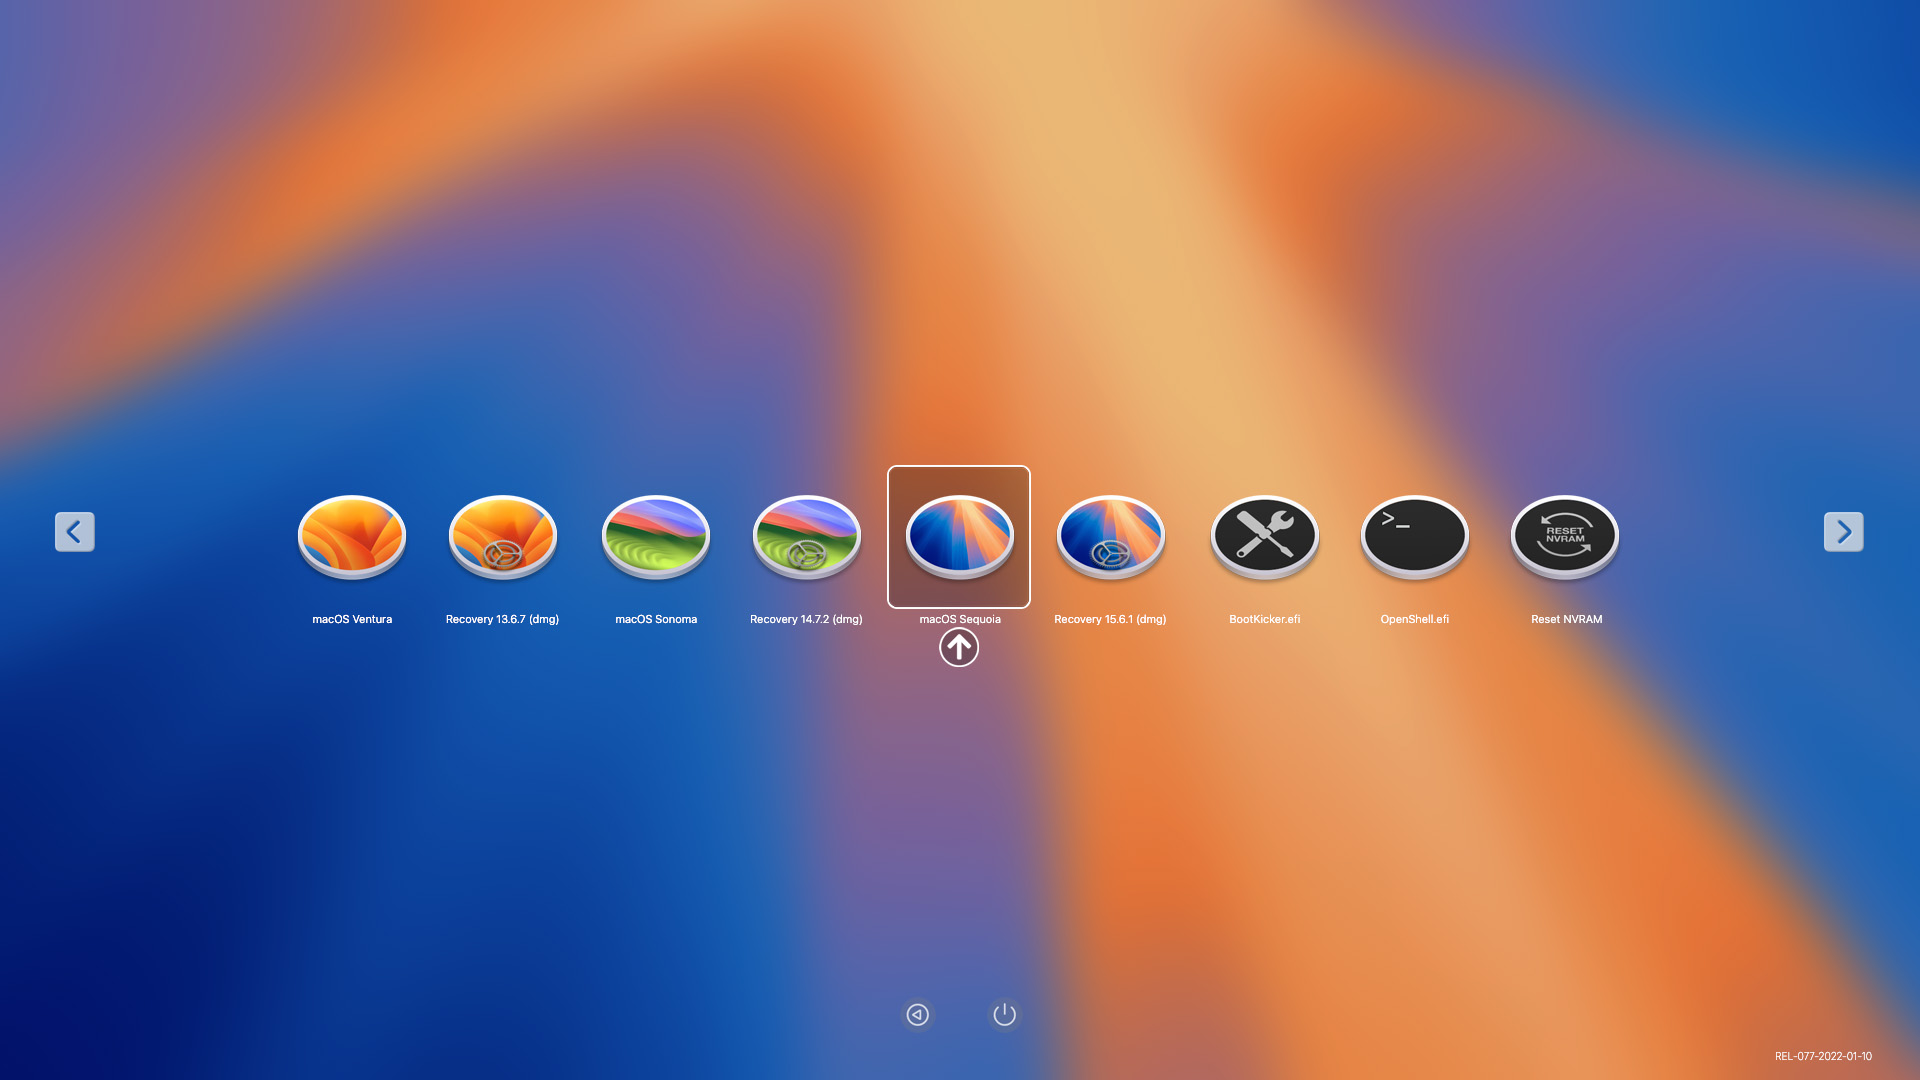 >_
RESET
NVRAM
macOS Ventura
Recovery 13.6.7 (dmg)
macOS Sonoma
Recovery 14.7.2 (dmg)
macOS Sequoia
Recovery 15.6.1 (dmg)
BootKicker.efi
OpenShell.efi
Reset NVRAM
REL-077-2022-01-10